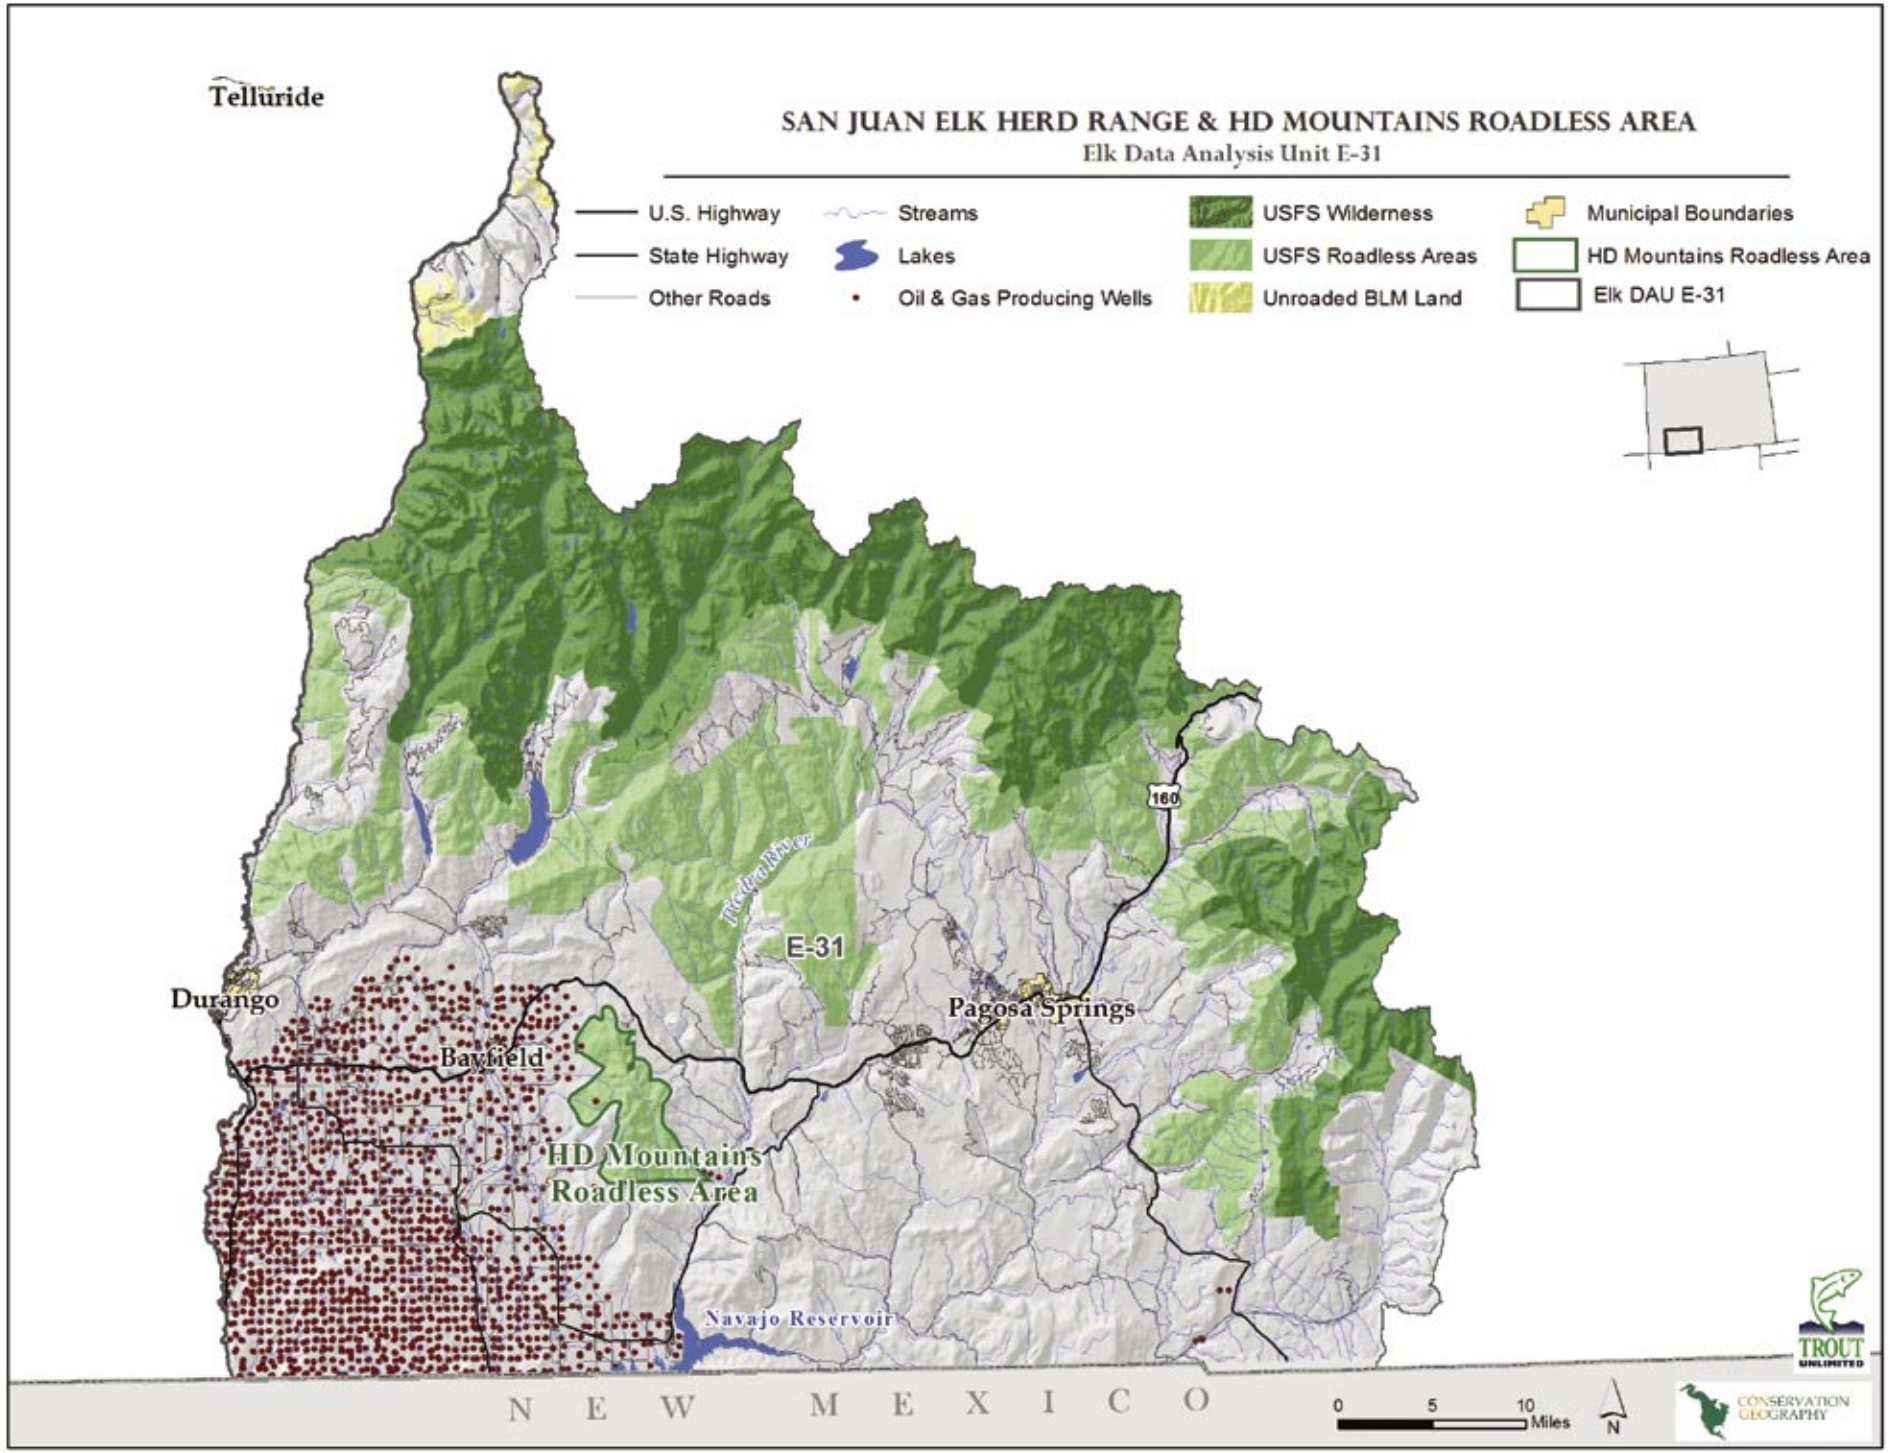 Telluride
SAN JUAN ELK HERD RANGE & HD MOUNTAINS ROADLESS AREA
Elk Data Analysis Unit E-31
U.S. Highway
State Highway
Other Roads
Streams
Lakes
Oil & Gas Producing Wells
USFS Wilderness
USFS Roadless Areas
Unroaded BLM Land
Municipal Boundaries
HD Mountains Roadless Area
Elk DAU E-31
160
Piedra River
E-31
Durango
Pagosa Springs
Bayfield
HD Mountains
Roadless Area
Navajo Reservoir
NEW MEXICO
0 5 10
Miles
N
TROUT
UNLIMITED
CONSERVATION
GEOGRAPHY